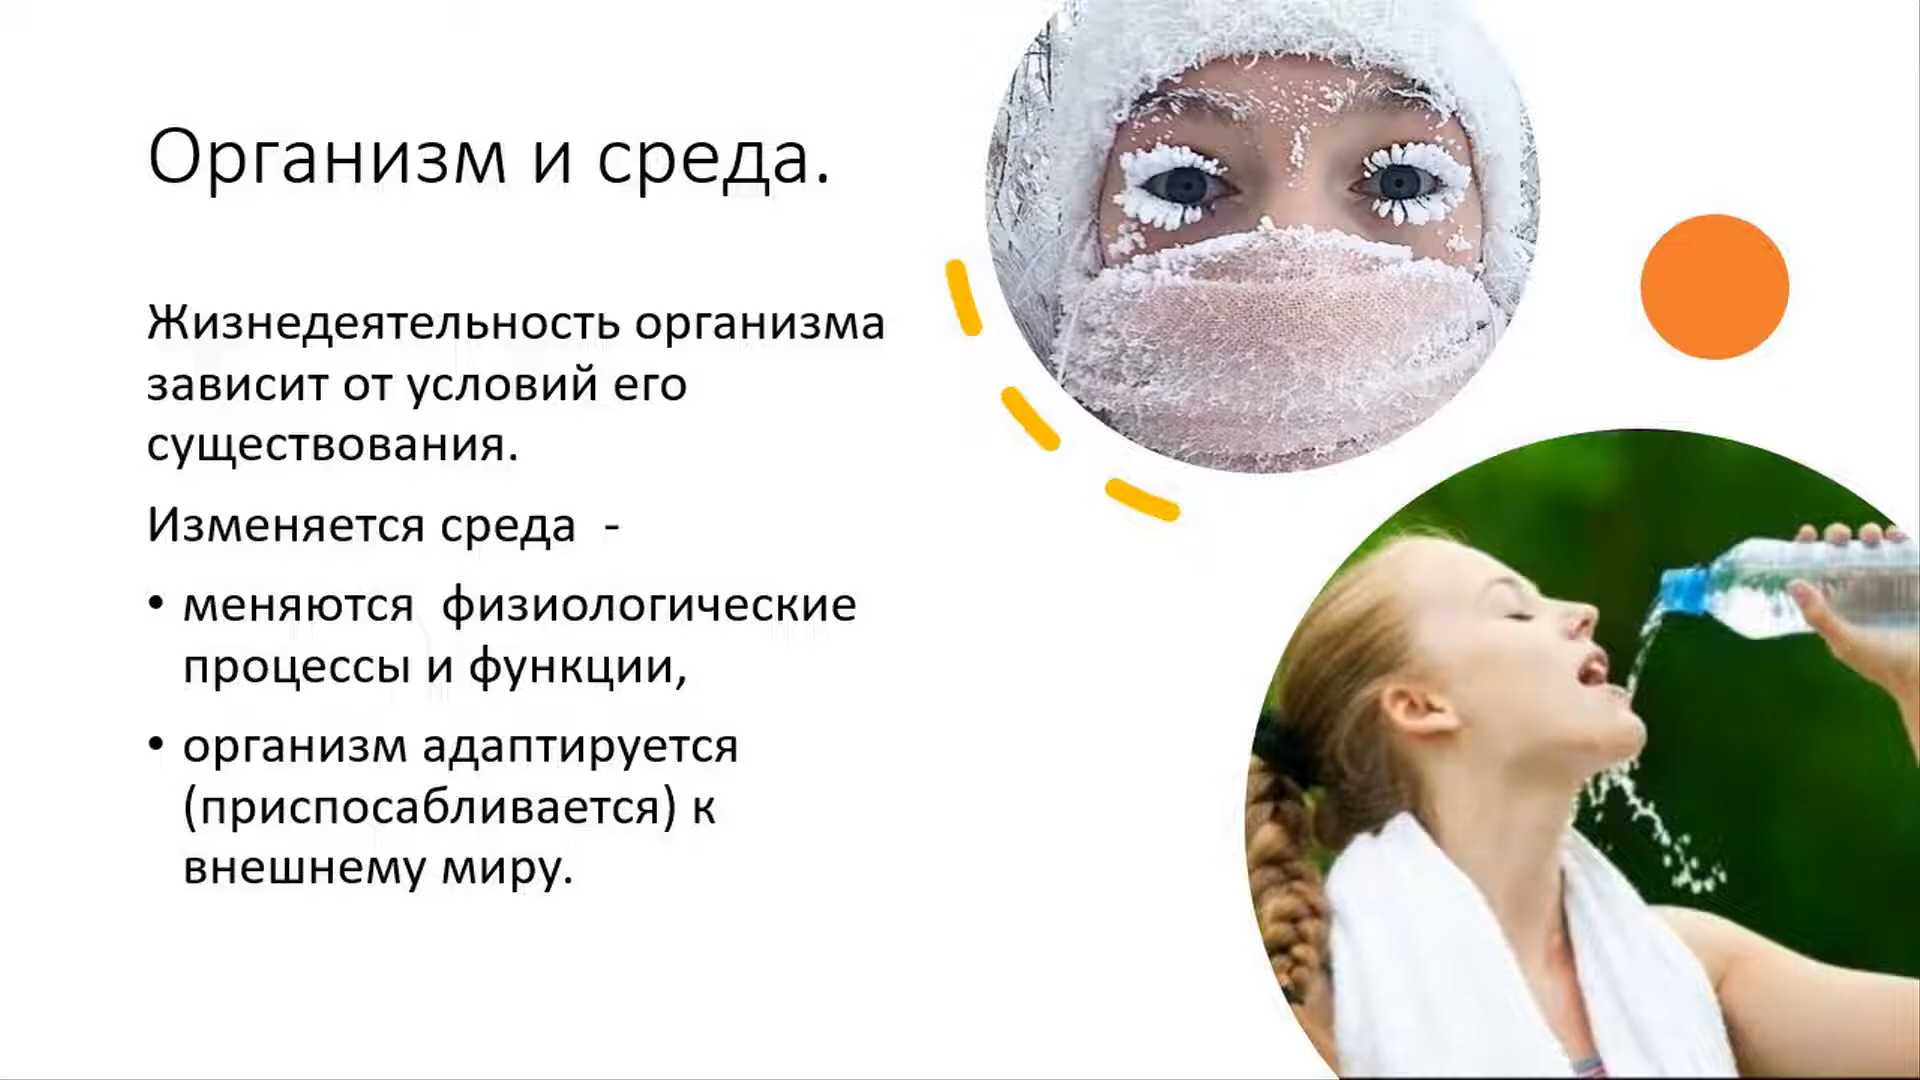 Организм и среда.
Жизнедеятельность организма
зависит от условий его
существования.
Изменяется среда  -
• меняются  физиологические
процессы и функции,
• организм адаптируется
(приспосабливается) к
внешнему миру.